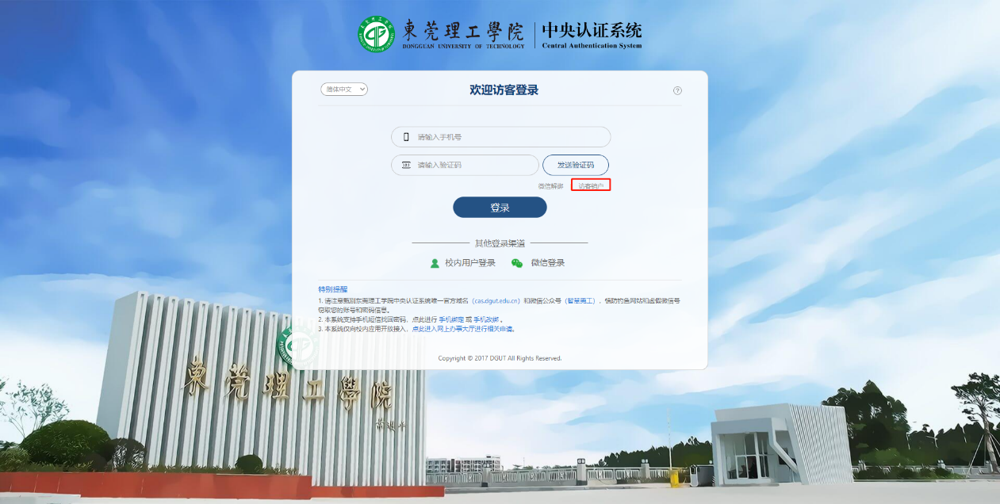 東莞理工學院
DONGGUAN UNIVERSITY OF TECHNOLOGY
中央认证系统
Central Authentication System
简体中文
欢迎访客登录
请输入手机号
请输入验证码
发送验证码
微信解绑
访客销户
登录
其他登录渠道
校内用户登录
微信登录
特别提醒
1. 请注意甄别东莞理工学院中央认证系统唯一官方域名（cas.dgut.edu.cn）和微信公众号（智慧莞工），慎防钓鱼网站和虚假微信号
窃取您的账号和密码信息。
2. 本系统支持手机短信找回密码，点此进行 手机绑定 或 手机改绑 。
3. 本系统仅向校内应用开放接入，点此进入网上办事大厅进行相关申请。
Copyright © 2017 DGUT All Rights Reserved.
東莞理工學院